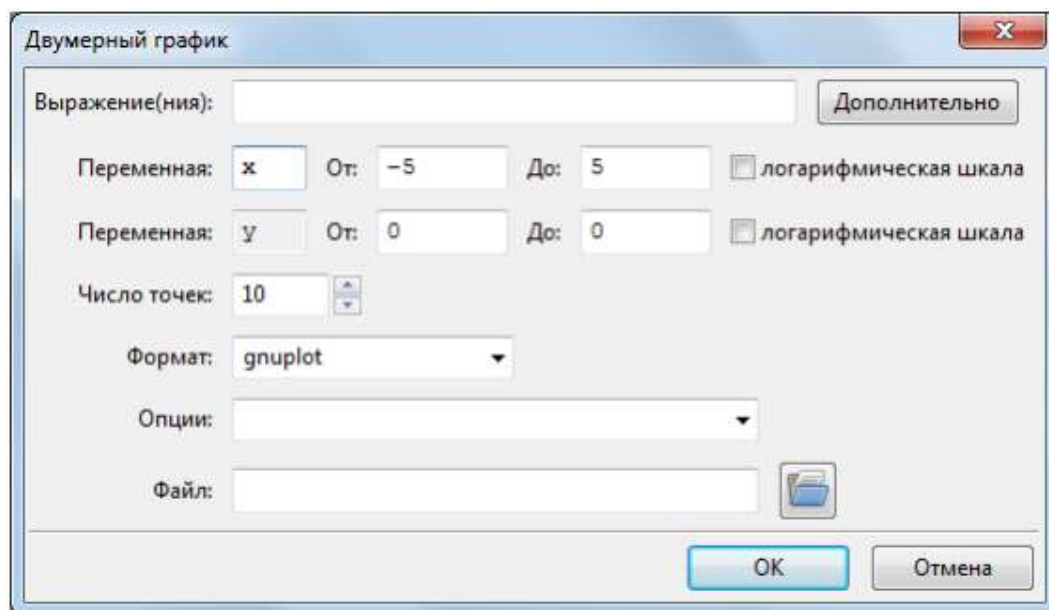 Двумерный график
Выражение(ния): Дополнительно
Переменная: x От: -5 До: 5 логарифмическая шкала
Переменная: y От: 0 До: 0 логарифмическая шкала
Число точек: 10
Формат: gnuplot
Опции:
Файл:
OK Отмена